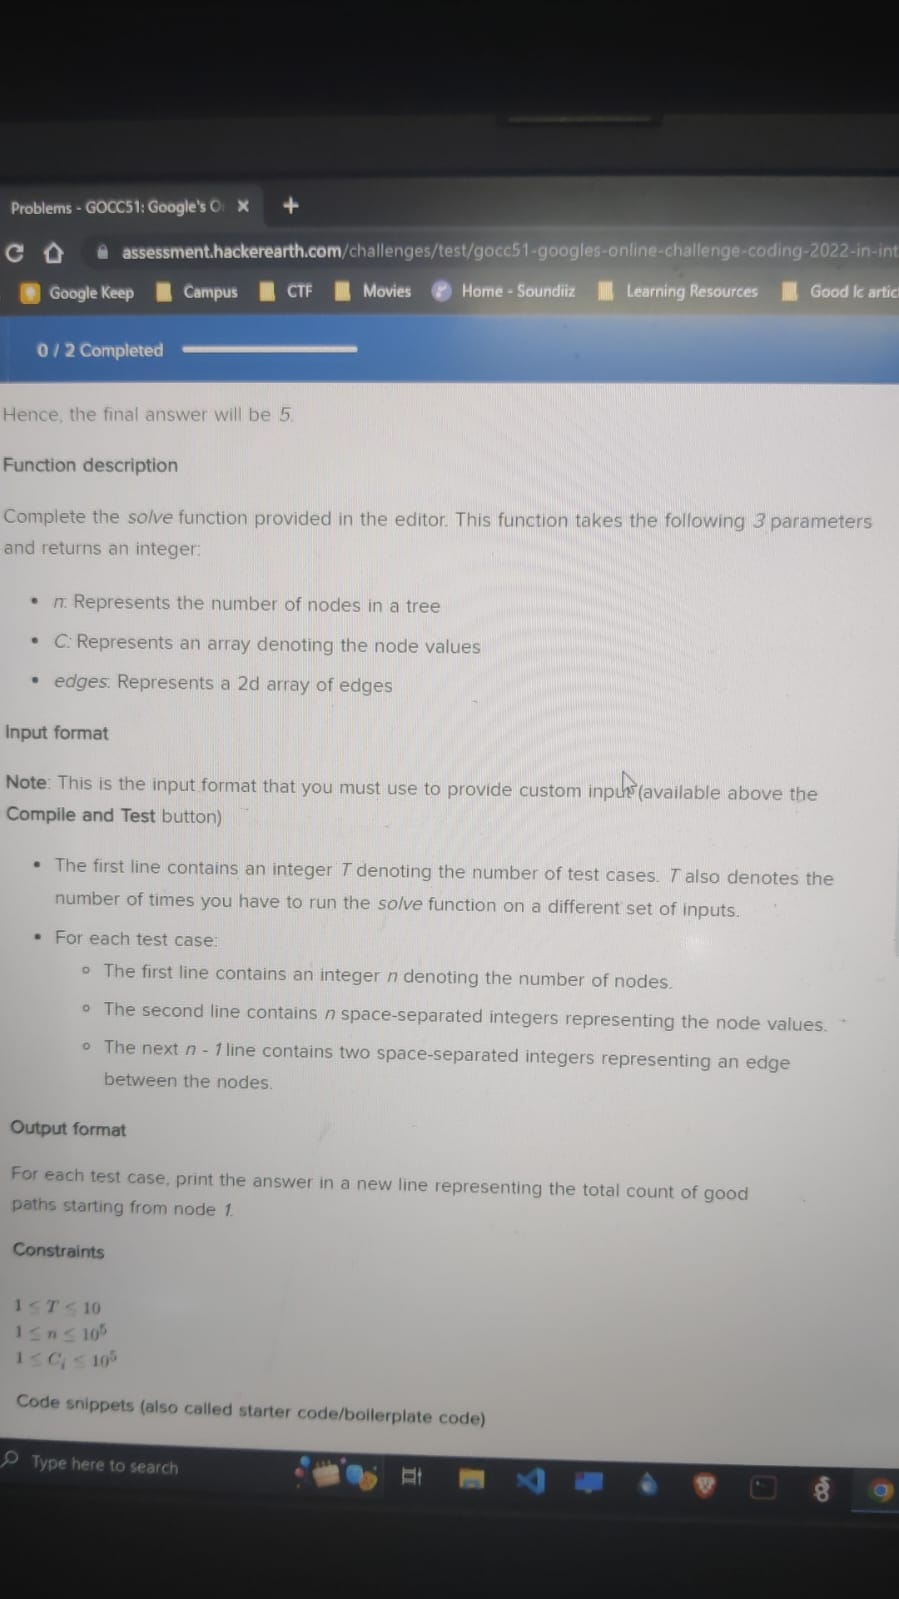 Problems - GOCC51: Google's O
assessment.hackerearth.com/challenges/test/gocc51-googles-online-challenge-coding-2022-in-int
Google Keep Campus CTF Movies Home - Soundiiz Learning Resources Good lc artic
0 / 2 Completed
Hence, the final answer will be 5.
Function description
Complete the solve function provided in the editor. This function takes the following 3 parameters
and returns an integer:
• n: Represents the number of nodes in a tree
• C: Represents an array denoting the node values
• edges: Represents a 2d array of edges
Input format
Note: This is the input format that you must use to provide custom input (available above the
Compile and Test button)
• The first line contains an integer T denoting the number of test cases. T also denotes the
number of times you have to run the solve function on a different set of inputs.
• For each test case:
o The first line contains an integer n denoting the number of nodes.
o The second line contains n space-separated integers representing the node values.
o The next n - 1 line contains two space-separated integers representing an edge
between the nodes.
Output format
For each test case, print the answer in a new line representing the total count of good
paths starting from node 1.
Constraints
1 ≤ T ≤ 10
1 ≤ n ≤ 10⁵
1 ≤ Cᵢ ≤ 10⁵
Code snippets (also called starter code/boilerplate code)
Type here to search